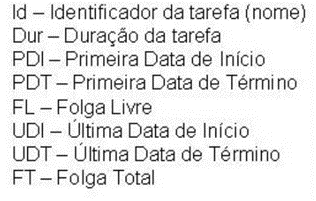 Id – Identificador da tarefa (nome)
Dur – Duração da tarefa
PDI – Primeira Data de Início
PDT – Primeira Data de Término
FL – Folga Livre
UDI – Última Data de Início
UDT – Última Data de Término
FT – Folga Total